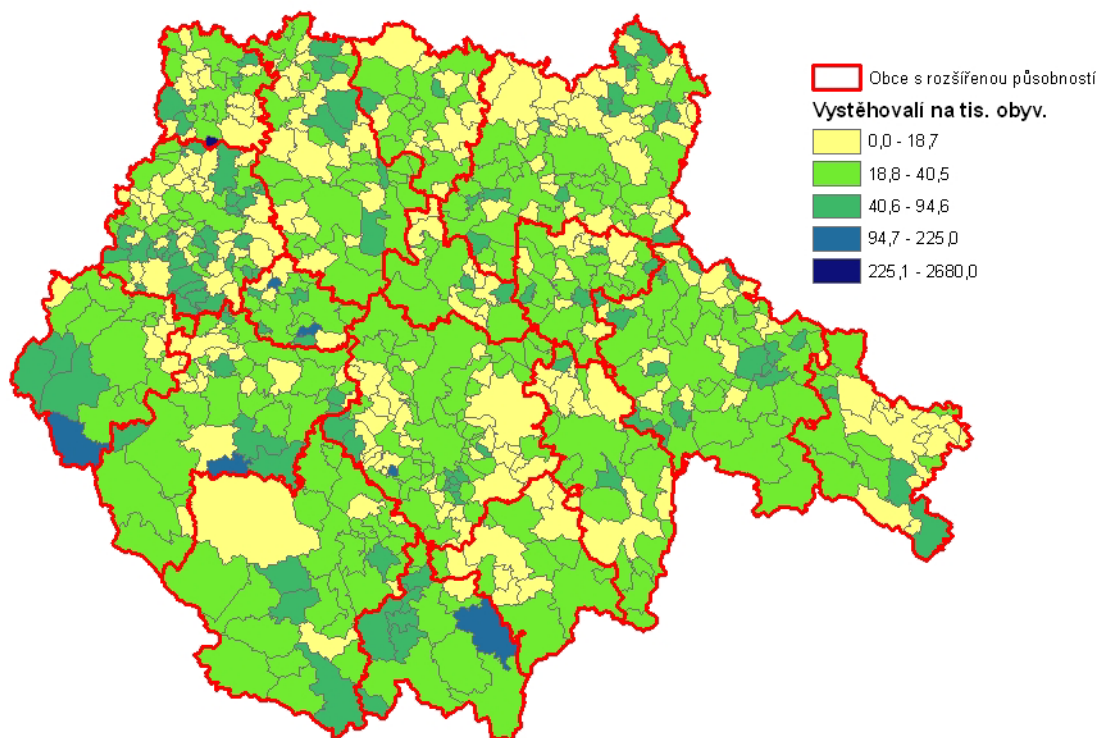 Obce s rozšířenou působností
Vystěhovalí na tis. obyv.
0,0 - 18,7
18,8 - 40,5
40,6 - 94,6
94,7 - 225,0
225,1 - 2680,0